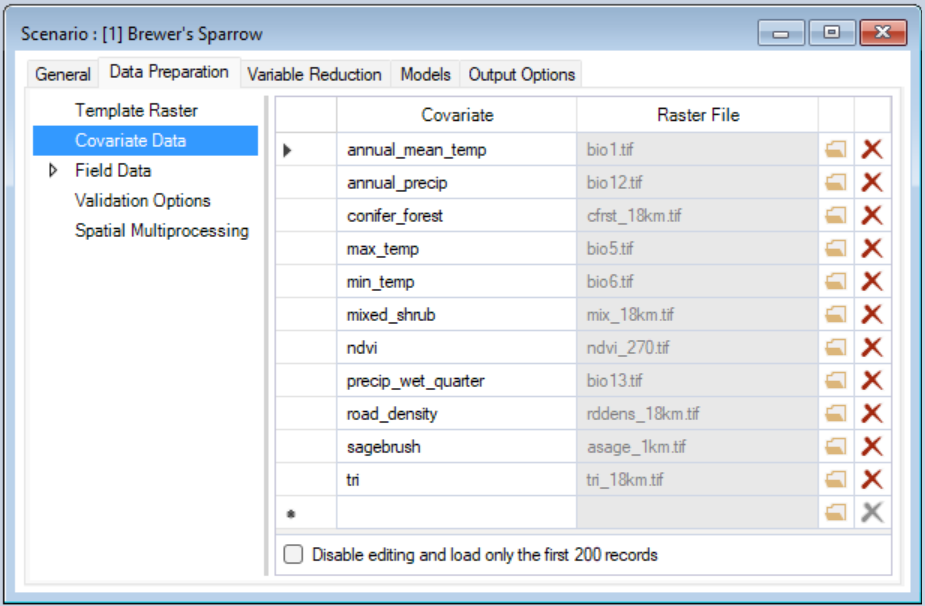 Scenario : [1] Brewer's Sparrow
General Data Preparation Variable Reduction Models Output Options
Template Raster
Covariate Data
Field Data
Validation Options
Spatial Multiprocessing
Covariate Raster File
annual_mean_temp bio1.tif
annual_precip bio12.tif
conifer_forest cfrst_18km.tif
max_temp bio5.tif
min_temp bio6.tif
mixed_shrub mix_18km.tif
ndvi ndvi_270.tif
precip_wet_quarter bio13.tif
road_density rddens_18km.tif
sagebrush asage_1km.tif
tri tri_18km.tif
Disable editing and load only the first 200 records